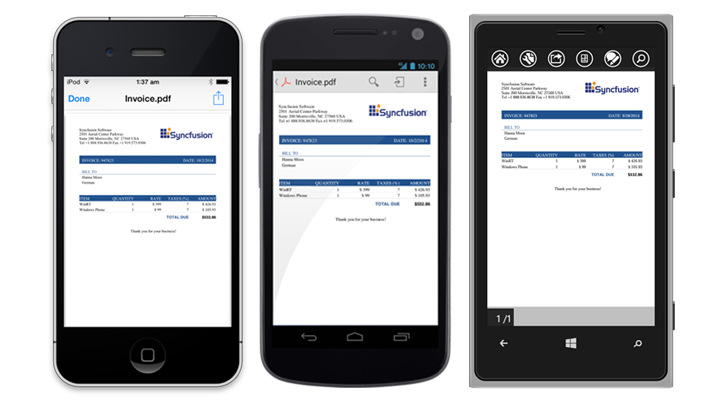 iPod
1:37 am
Done
Invoice.pdf
Syncfusion Software
2501 Aerial Center Parkway
Suite 200 Morrisville, NC 27560 USA
Tel +1 888.936.8638 Fax +1 919.573.0306
Syncfusion
INVOICE: 947823
DATE: 10/2/2014
BILL TO
Hanna Moos
German
ITEM QUANTITY RATE TAXES (%) AMOUNT
WinRT 1 $ 399 7 $ 426.93
Windows Phone 1 $ 99 7 $ 105.93
TOTAL DUE $532.86
Thank you for your business!
10:10
Invoice.pdf
Syncfusion Software
2501 Aerial Center Parkway
Suite 200 Morrisville, NC 27560 USA
Tel +1 888.936.8638 Fax +1 919.573.0306
Syncfusion
DATE: 10/2/2014
BILL TO
Hanna Moos
German
ITEM QUANTITY RATE TAXES (%) AMOUNT
WinRT 1 $ 399 7 $ 426.93
Windows Phone 1 $ 99 7 $ 105.93
TOTAL DUE $532.86
Thank you for your business!
Syncfusion Software
2501 Aerial Center Parkway
Suite 200 Morrisville, NC 27560 USA
Tel +1 888.936.8638 Fax +1 919.573.0306
Syncfusion
BILL TO
Hanna Moos
German
ITEM QUANTITY RATE TAXES (%) AMOUNT
WinRT 1 $ 399 7 $ 426.93
Windows Phone 1 $ 99 7 $ 105.93
TOTAL DUE $532.86
Thank you for your business!
1 /1